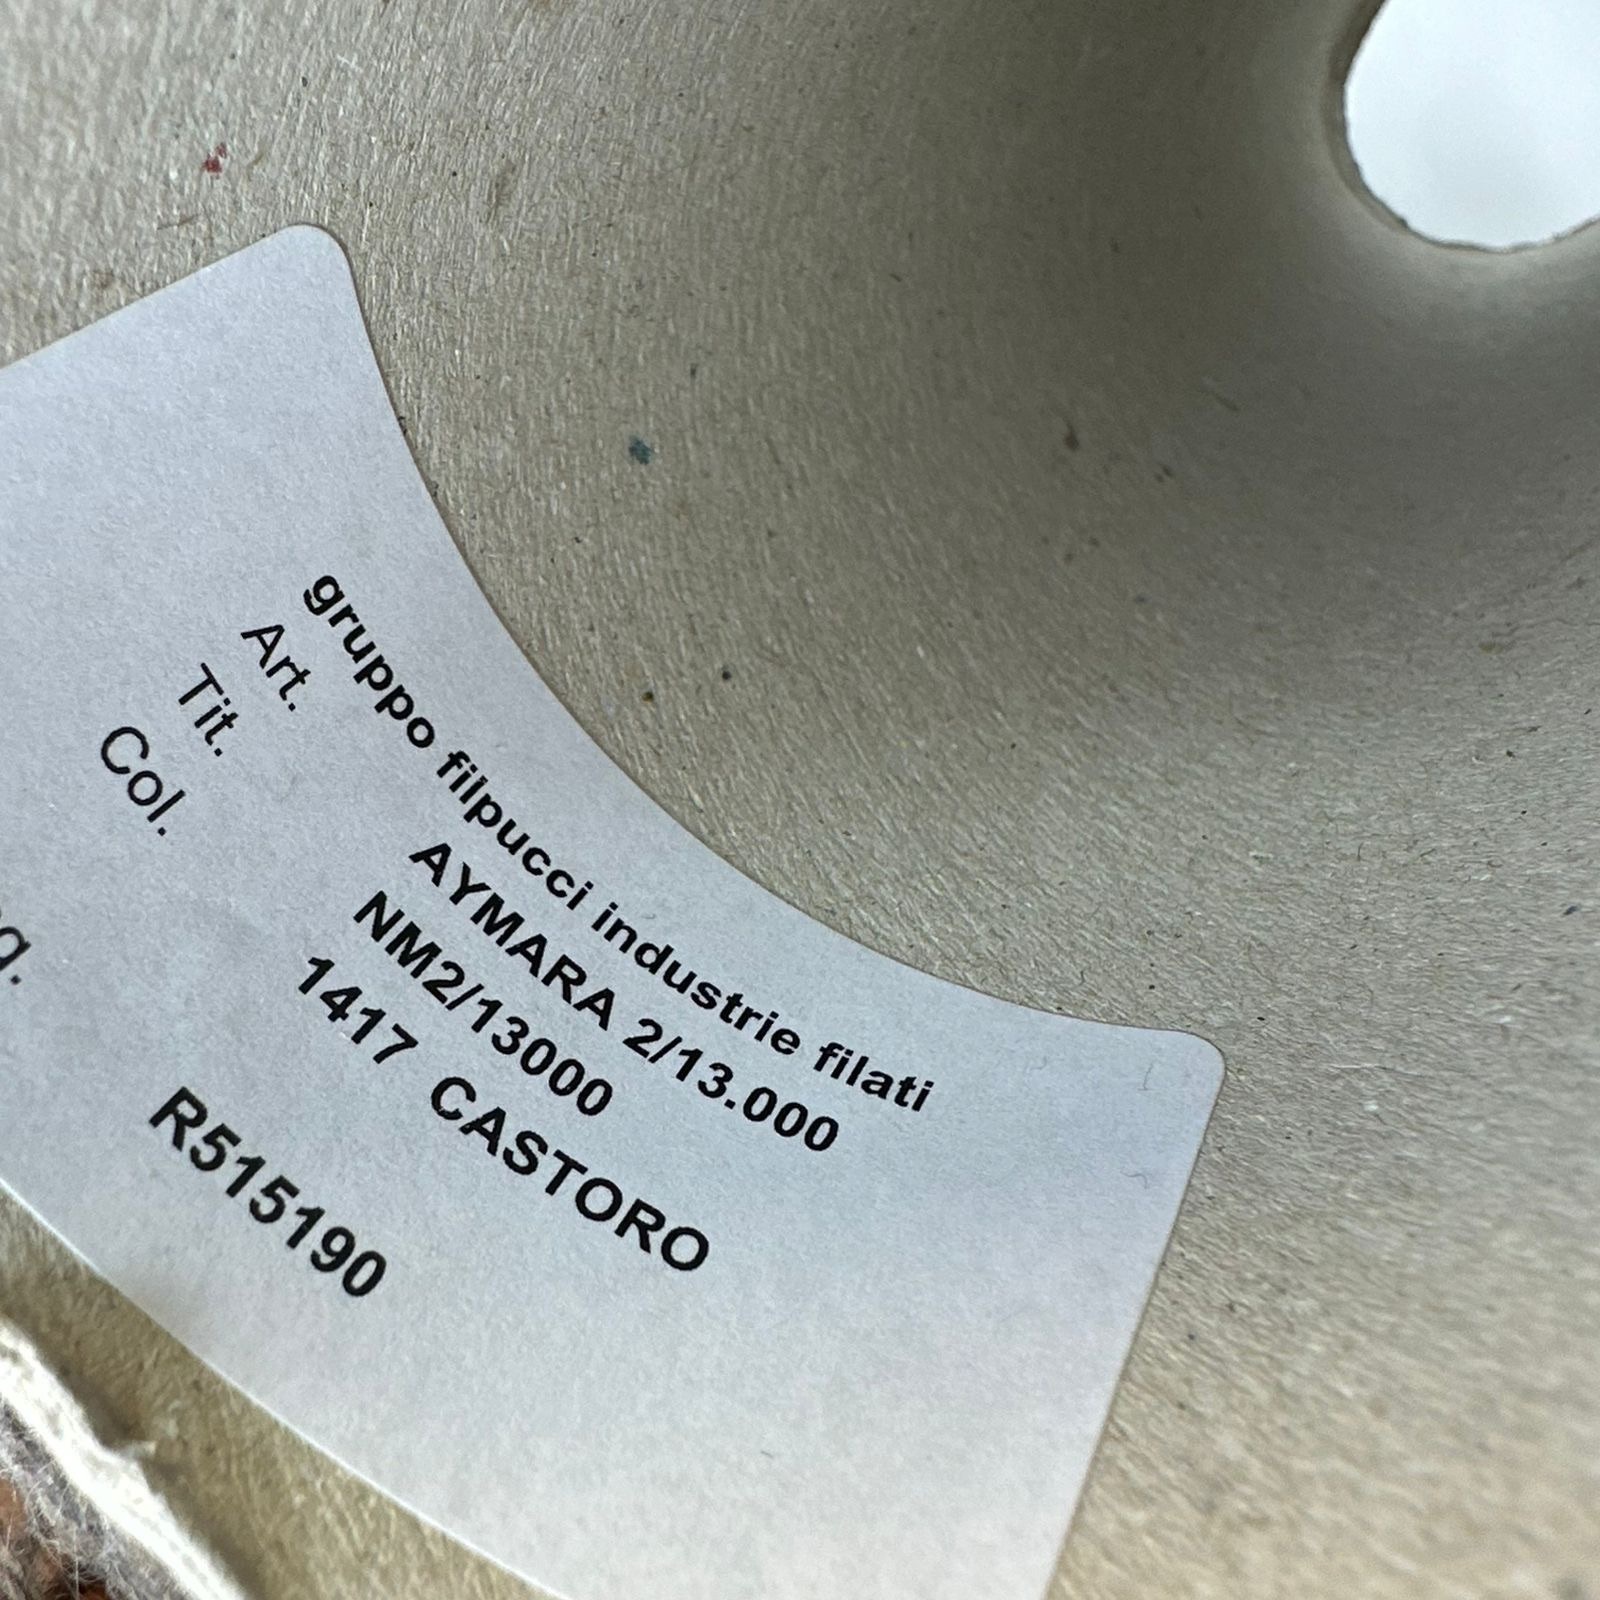 gruppo filpucci industrie filati
Art. AYMARA 2/13.000
Tit. NM2/13000
Col. 1417 CASTORO
R515190